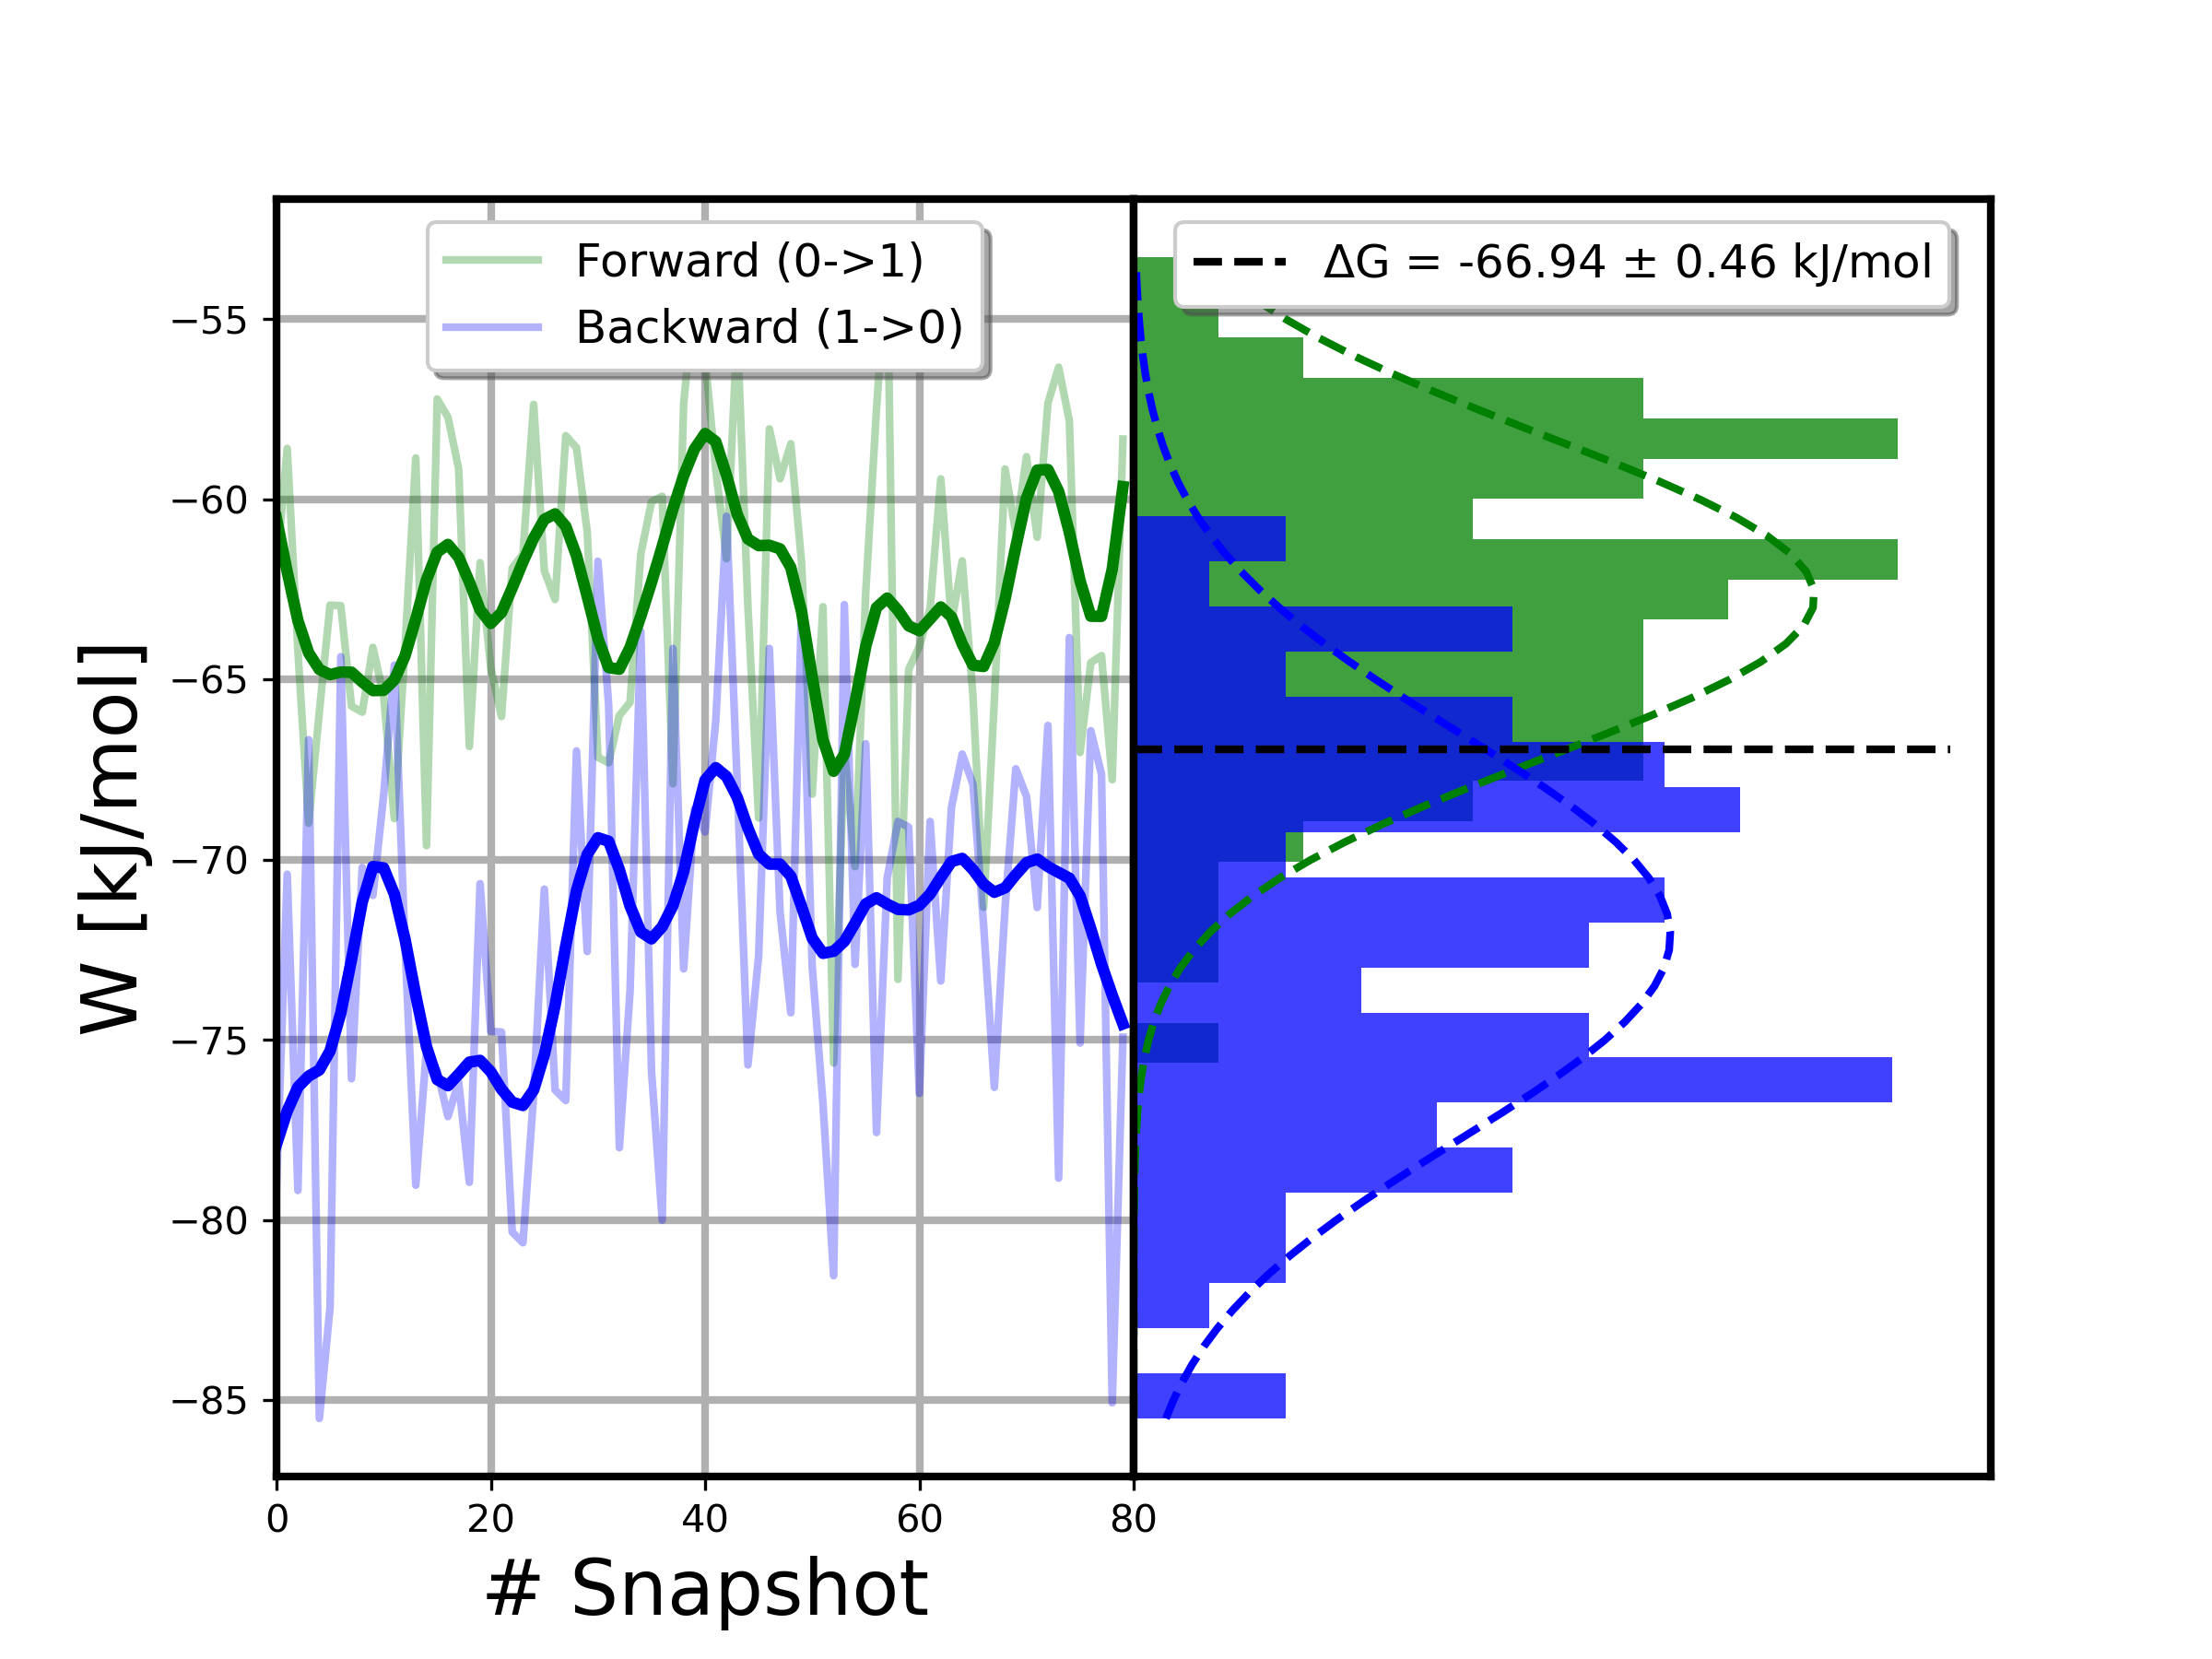 Forward (0->1)
Backward (1->0)
ΔG = -66.94 ± 0.46 kJ/mol
W [kJ/mol]
−55
−60
−65
−70
−75
−80
−85
0 20 40 60 80
# Snapshot